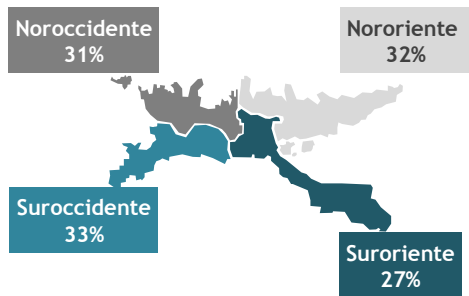 Noroccidente
31%
Nororiente
32%
Suroccidente
33%
Suroriente
27%